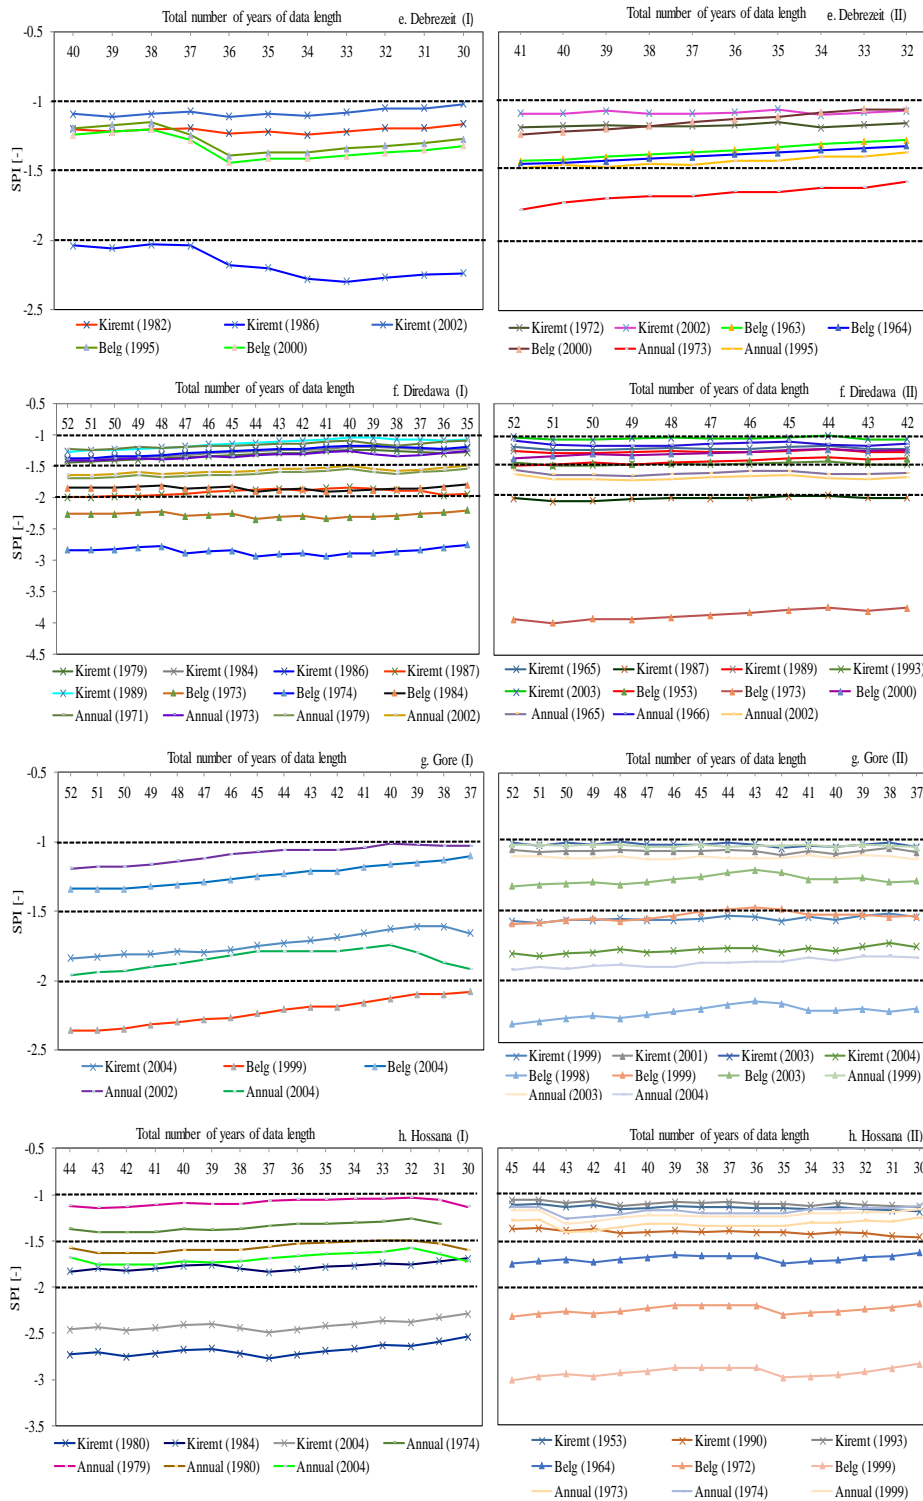 Total number of years of data length
e. Debrezeit (I)
-0.5
40 39 38 37 36 35 34 33 32 31 30
-1
-1.5
-2
-2.5
SPI [-]
Kiremt (1982) Kiremt (1986) Kiremt (2002)
Belg (1995) Belg (2000)
Total number of years of data length
e. Debrezeit (II)
41 40 39 38 37 36 35 34 33 32
Kiremt (1972) Kiremt (2002) Belg (1963) Belg (1964)
Belg (2000) Annual (1973) Annual (1995)
Total number of years of data length
f. Diredawa (I)
-0.5
52 51 50 49 48 47 46 45 44 43 42 41 40 39 38 37 36 35
-1
-1.5
-2
-2.5
-3
-3.5
-4
-4.5
SPI [-]
Kiremt (1979) Kiremt (1984) Kiremt (1986) Kiremt (1987)
Kiremt (1989) Belg (1973) Belg (1974) Belg (1984)
Annual (1971) Annual (1973) Annual (1979) Annual (2002)
Total number of years of data length
f. Diredawa (II)
52 51 50 49 48 47 46 45 44 43 42
Kiremt (1965) Kiremt (1987) Kiremt (1989) Kiremt (1993)
Kiremt (2003) Belg (1953) Belg (1973) Belg (2000)
Annual (1965) Annual (1966) Annual (2002)
Total number of years of data length
g. Gore (I)
-0.5
52 51 50 49 48 47 46 45 44 43 42 41 40 39 38 37
-1
-1.5
-2
-2.5
SPI [-]
Kiremt (2004) Belg (1999) Belg (2004)
Annual (2002) Annual (2004)
Total number of years of data length
g. Gore (II)
52 51 50 49 48 47 46 45 44 43 42 41 40 39 38 37
Kiremt (1999) Kiremt (2001) Kiremt (2003) Kiremt (2004)
Belg (1998) Belg (1999) Belg (2003) Annual (1999)
Annual (2003) Annual (2004)
Total number of years of data length
h. Hossana (I)
-0.5
44 43 42 41 40 39 38 37 36 35 34 33 32 31 30
-1
-1.5
-2
-2.5
-3
-3.5
SPI [-]
Kiremt (1980) Kiremt (1984) Kiremt (2004) Annual (1974)
Annual (1979) Annual (1980) Annual (2004)
Total number of years of data length
h. Hossana (II)
45 44 43 42 41 40 39 38 37 36 35 34 33 32 31 30
Kiremt (1953) Kiremt (1990) Kiremt (1993)
Belg (1964) Belg (1972) Belg (1999)
Annual (1973) Annual (1974) Annual (1999)